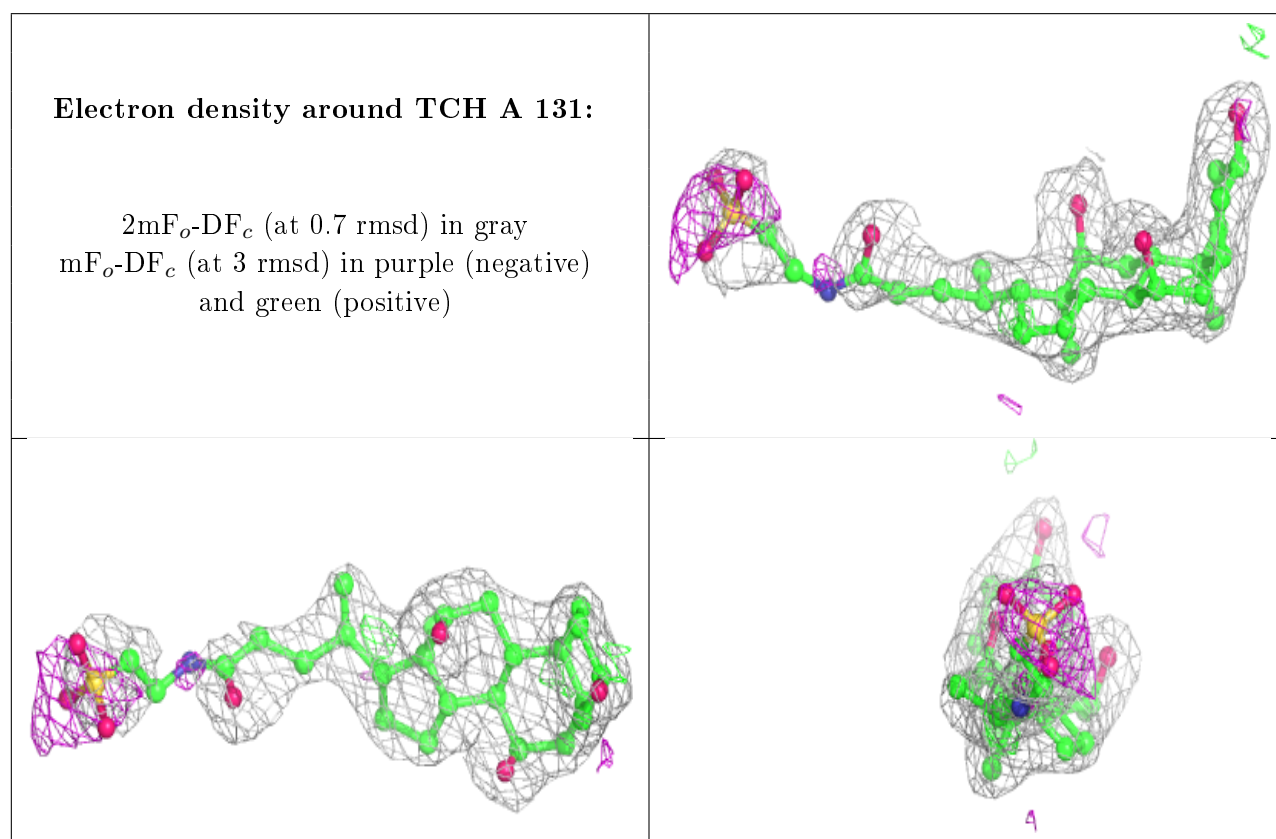 Electron density around TCH A 131:
2mFo-DFc (at 0.7 rmsd) in gray
mFo-DFc (at 3 rmsd) in purple (negative)
and green (positive)